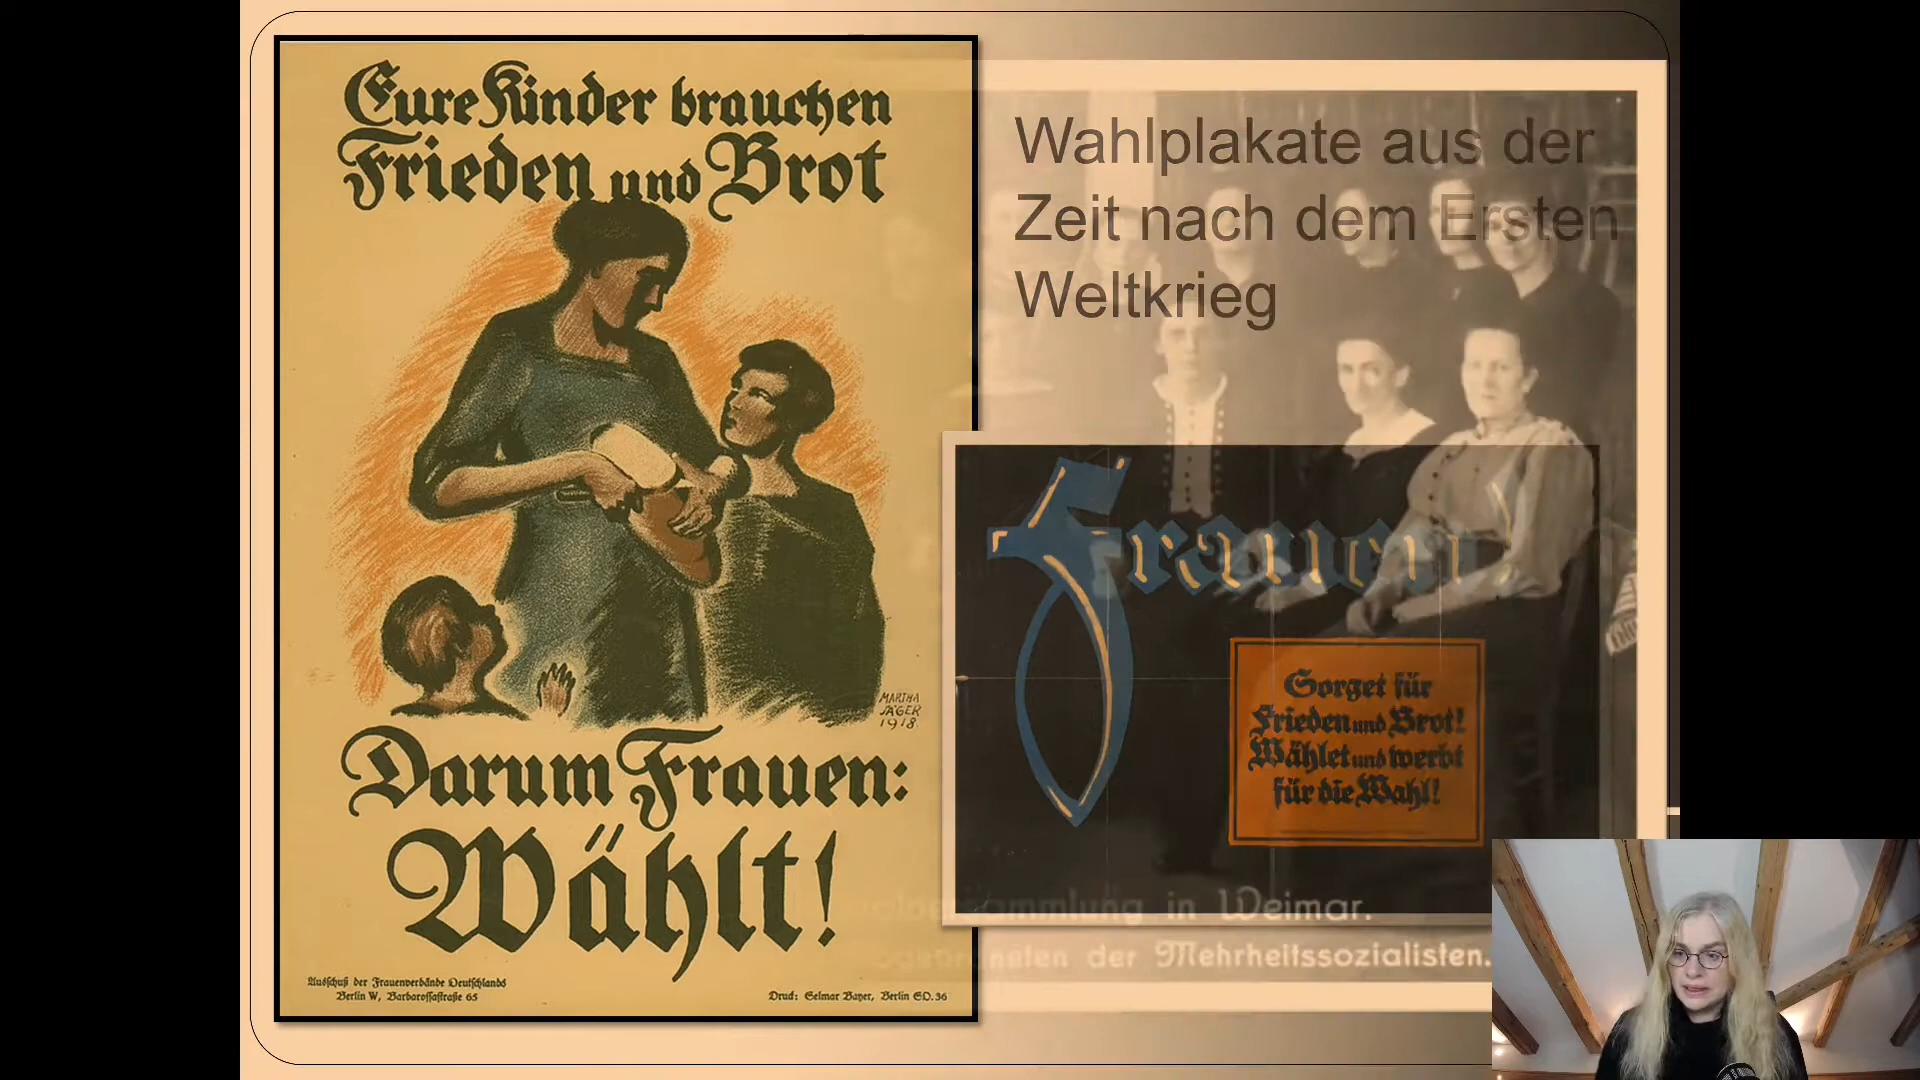 Eure Kinder brauchen
Frieden und Brot
MARTHA
JÄGER
1918
Darum Frauen:
Wählt!
Ausschuß der Frauenverbände Deutschlands
Berlin W, Barbarossastraße 65
Druck: Selmar Bayer, Berlin SO. 36
Wahlplakate aus der
Zeit nach dem Ersten
Weltkrieg
Frauen
Sorget für
Frieden und Brot!
Wählet und werbt
für die Wahl!
in Weimar.
der Mehrheitssozialisten.